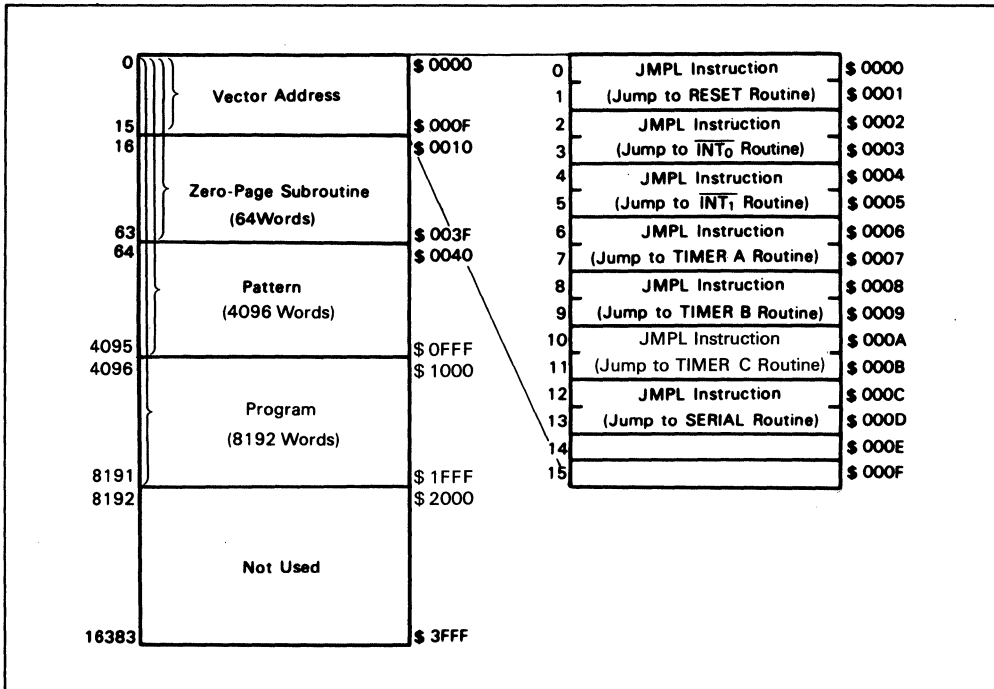 0
$ 0000
Vector Address
15
$ 000F
16
$ 0010
Zero-Page Subroutine
(64Words)
63
$ 003F
64
$ 0040
Pattern
(4096 Words)
4095
$ 0FFF
4096
$ 1000
Program
(8192 Words)
8191
$ 1FFF
8192
$ 2000
Not Used
16383
$ 3FFF
0 JMPL Instruction $ 0000
1 (Jump to RESET Routine) $ 0001
2 JMPL Instruction $ 0002
3 (Jump to INT₀ Routine) $ 0003
4 JMPL Instruction $ 0004
5 (Jump to INT₁ Routine) $ 0005
6 JMPL Instruction $ 0006
7 (Jump to TIMER A Routine) $ 0007
8 JMPL Instruction $ 0008
9 (Jump to TIMER B Routine) $ 0009
10 JMPL Instruction $ 000A
11 (Jump to TIMER C Routine) $ 000B
12 JMPL Instruction $ 000C
13 (Jump to SERIAL Routine) $ 000D
14 $ 000E
15 $ 000F